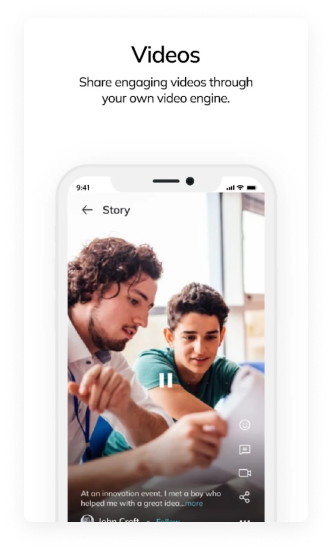 Videos
Share engaging videos through
your own video engine.
9:41
Story
At an innovation event, I met a boy who
helped me with a great idea...more
John Croft • Follow